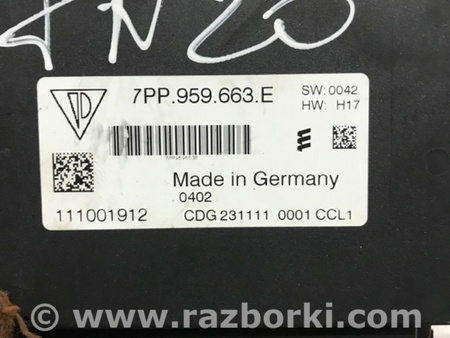 7PP.959.663.E
SW: 0042
HW: H17
Made in Germany
0402
111001912
CDG 231111 0001 CCL1
www.razborki.com